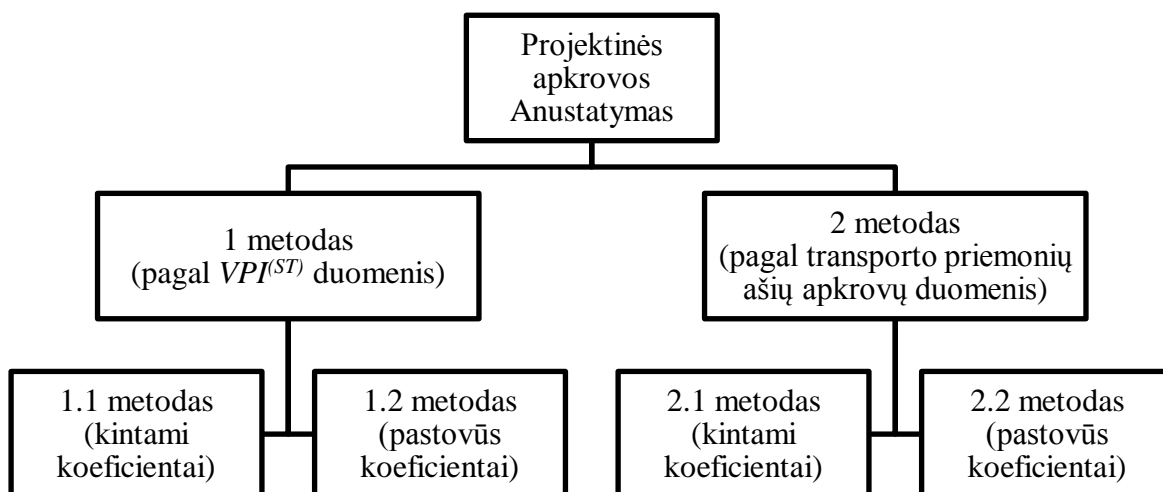 Projektinės
apkrovos
Anustatymas
1 metodas
(pagal VPI(ST) duomenis)
2 metodas
(pagal transporto priemonių
ašių apkrovų duomenis)
1.1 metodas
(kintami
koeficientai)
1.2 metodas
(pastovūs
koeficientai)
2.1 metodas
(kintami
koeficientai)
2.2 metodas
(pastovūs
koeficientai)